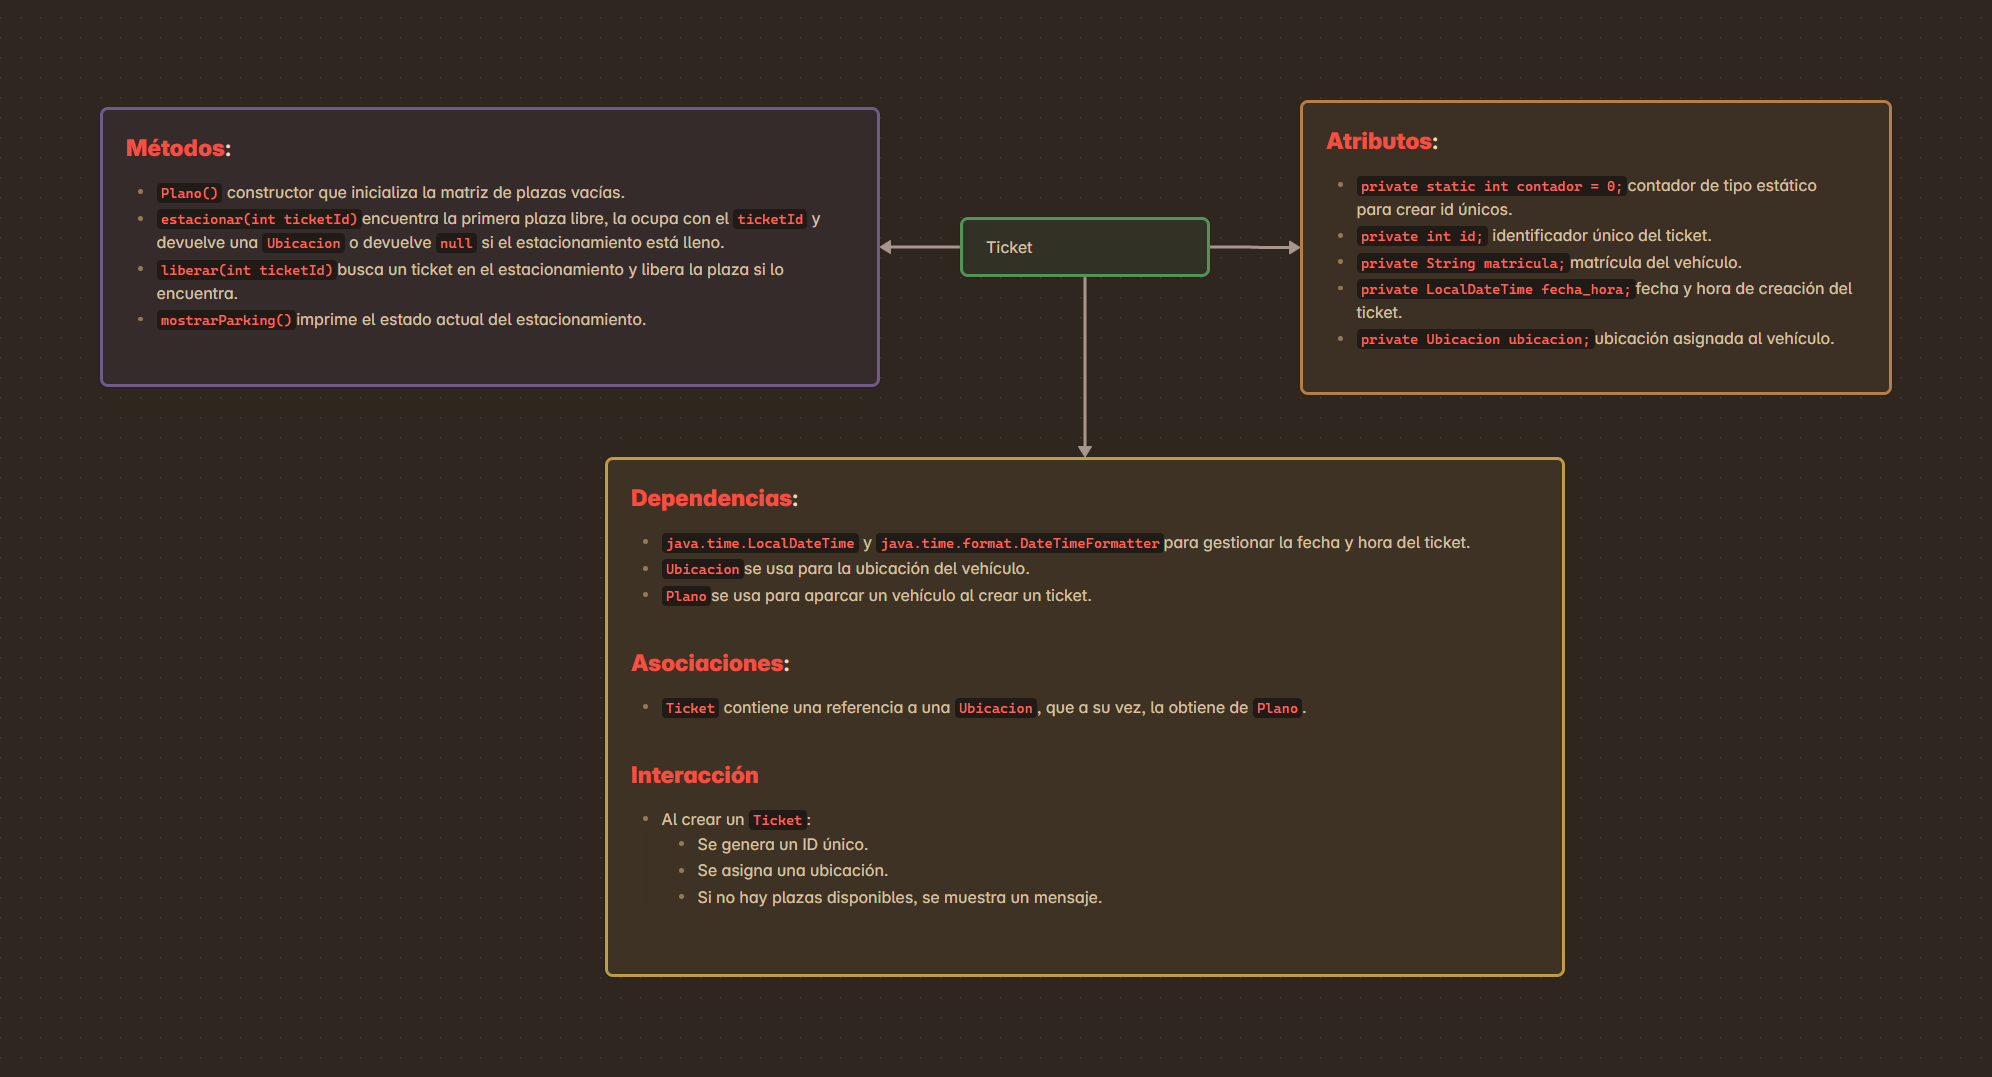 Métodos:
Plano() constructor que inicializa la matriz de plazas vacías.
estacionar(int ticketId) encuentra la primera plaza libre, la ocupa con el ticketId y
devuelve una Ubicacion o devuelve null si el estacionamiento está lleno.
liberar(int ticketId) busca un ticket en el estacionamiento y libera la plaza si lo
encuentra.
mostrarParking() imprime el estado actual del estacionamiento.
Ticket
Atributos:
private static int contador = 0; contador de tipo estático
para crear id únicos.
private int id; identificador único del ticket.
private String matricula; matrícula del vehículo.
private LocalDateTime fecha_hora; fecha y hora de creación del
ticket.
private Ubicacion ubicacion; ubicación asignada al vehículo.
Dependencias:
java.time.LocalDateTime y java.time.format.DateTimeFormatter para gestionar la fecha y hora del ticket.
Ubicacion se usa para la ubicación del vehículo.
Plano se usa para aparcar un vehículo al crear un ticket.
Asociaciones:
Ticket contiene una referencia a una Ubicacion, que a su vez, la obtiene de Plano.
Interacción
Al crear un Ticket:
Se genera un ID único.
Se asigna una ubicación.
Si no hay plazas disponibles, se muestra un mensaje.